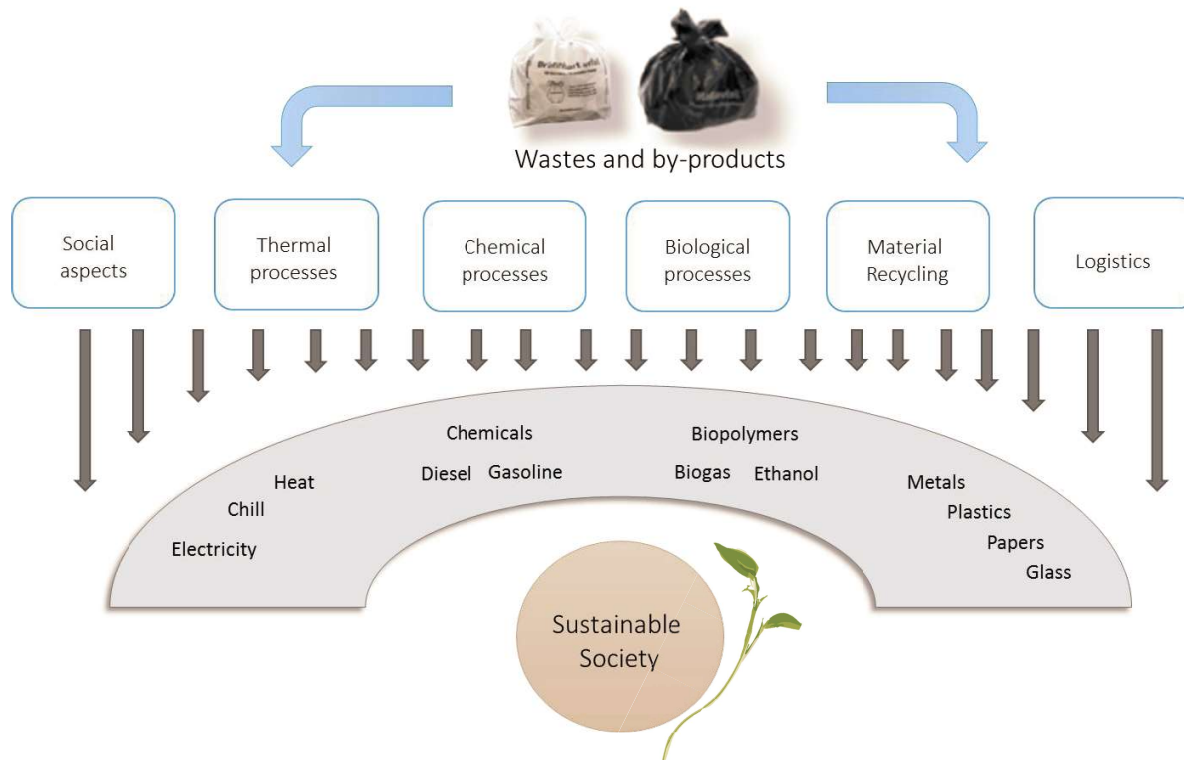 Wastes and by-products
Social
aspects
Thermal
processes
Chemical
processes
Biological
processes
Material
Recycling
Logistics
Chemicals
Biopolymers
Diesel
Gasoline
Biogas
Ethanol
Heat
Chill
Electricity
Metals
Plastics
Papers
Glass
Sustainable
Society